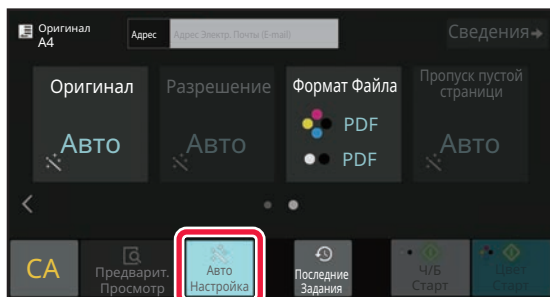 Оригинал
A4
Адрес
Адрес Электр. Почты (E-mail)
Сведения
Оригинал
Авто
Разрешение
Авто
Формат Файла
PDF
PDF
Пропуск пустой
страници
Авто
CA
Предварит.
Просмотр
Авто
Настройка
Последние
Задания
Ч/Б
Старт
Цвет
Старт